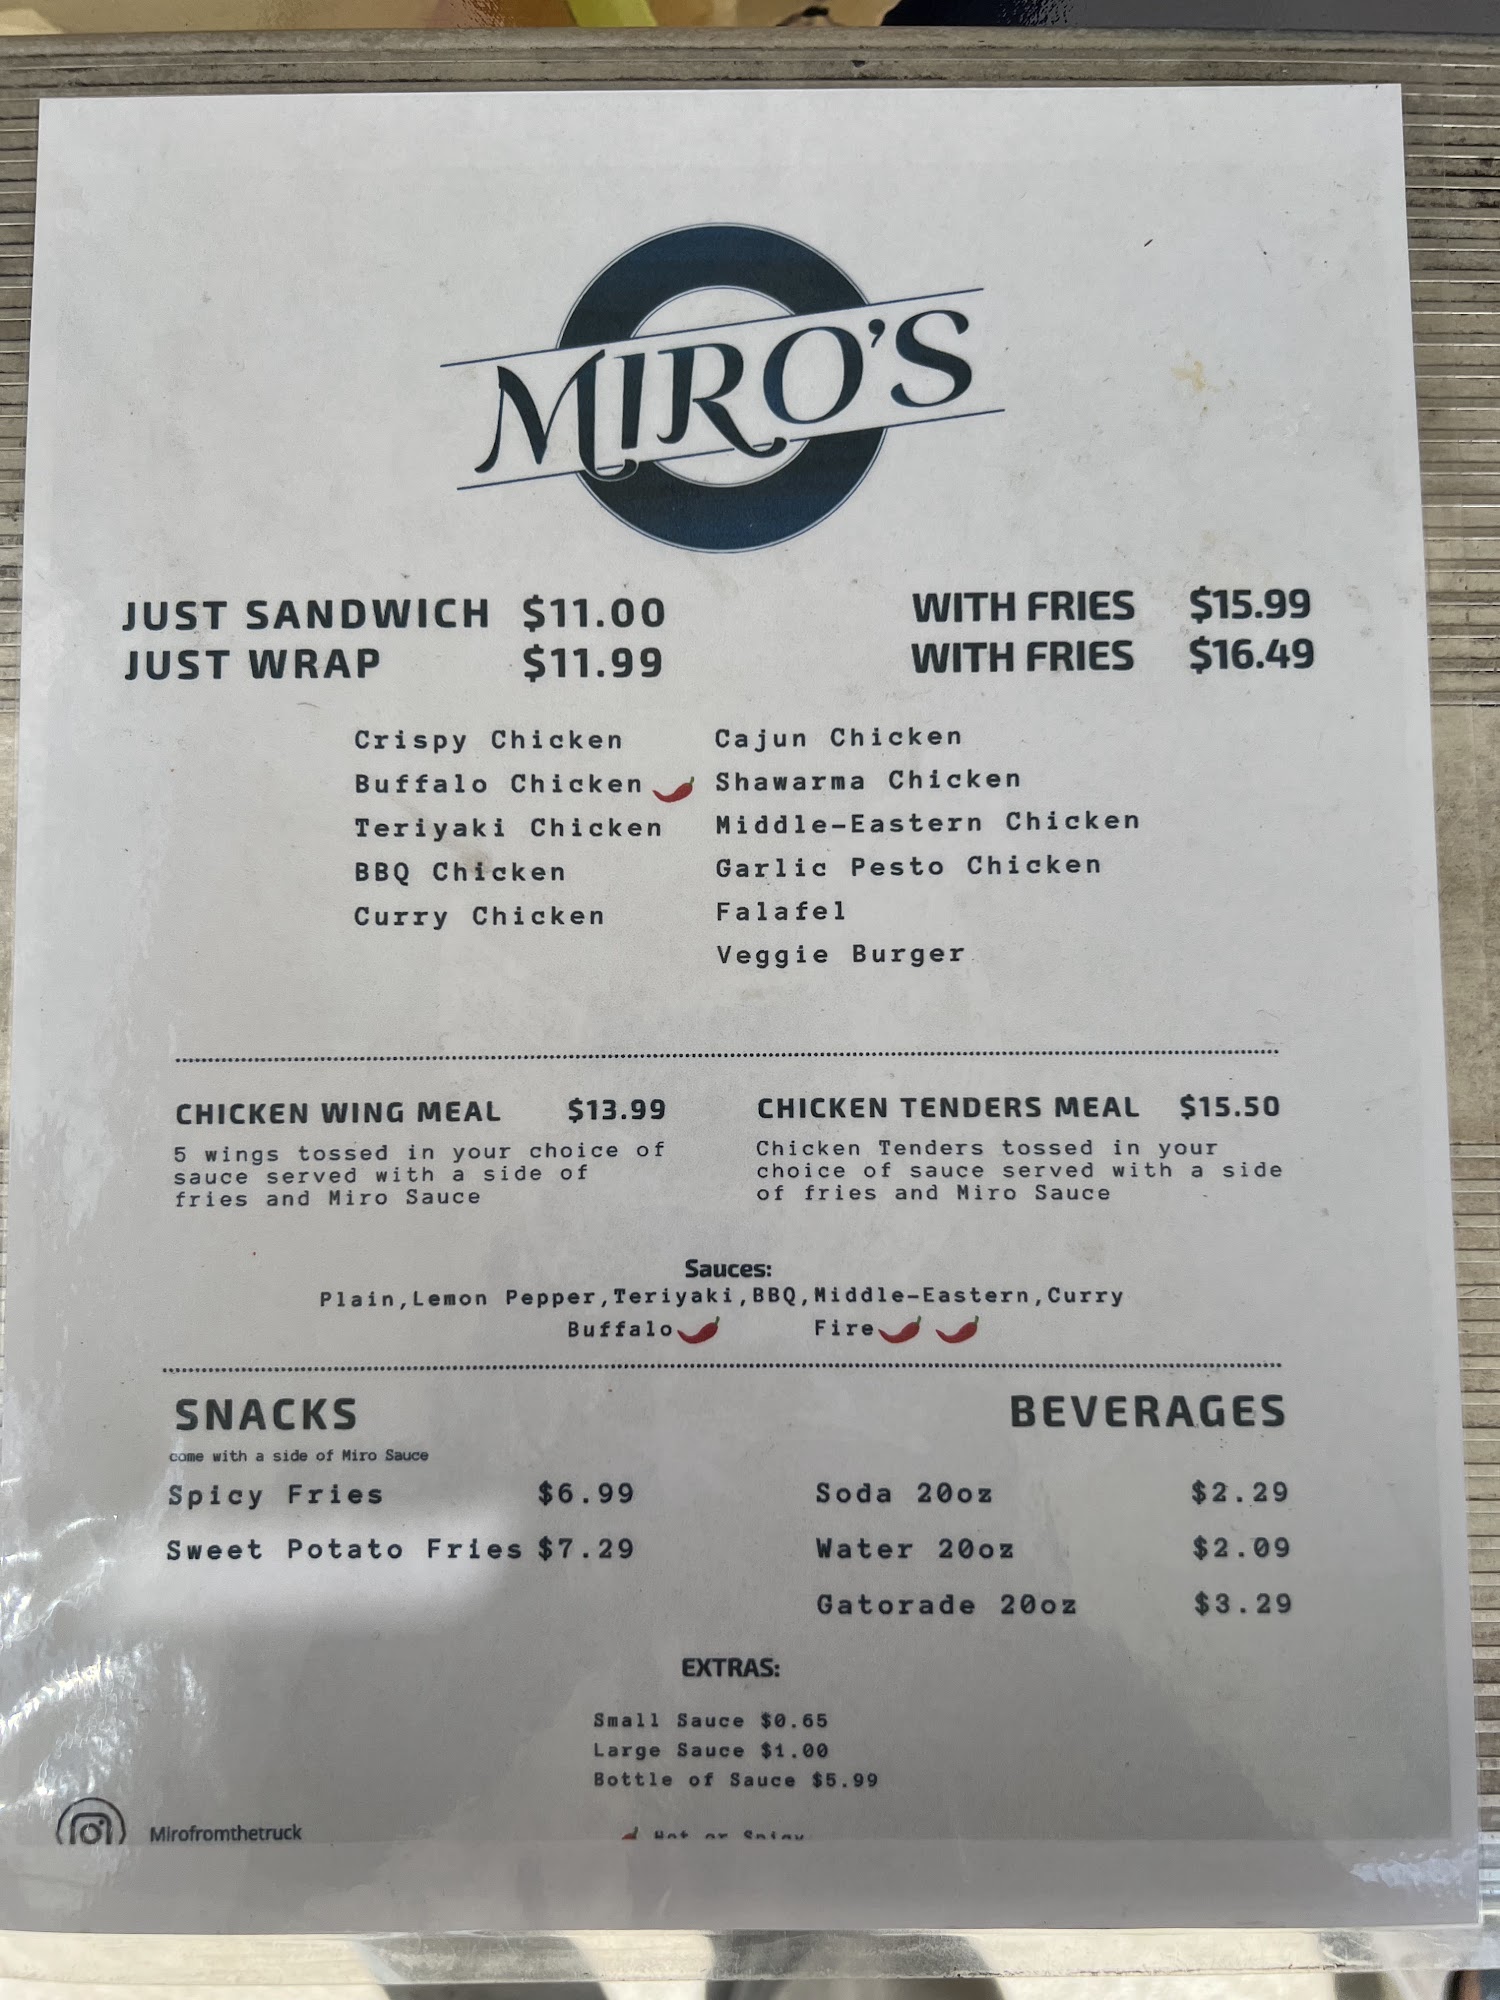 MIRO'S
JUST SANDWICH $11.00 WITH FRIES $15.99
JUST WRAP $11.99 WITH FRIES $16.49
Crispy Chicken
Buffalo Chicken
Teriyaki Chicken
BBQ Chicken
Curry Chicken
Cajun Chicken
Shawarma Chicken
Middle-Eastern Chicken
Garlic Pesto Chicken
Falafel
Veggie Burger
CHICKEN WING MEAL $13.99
5 wings tossed in your choice of
sauce served with a side of
fries and Miro Sauce
CHICKEN TENDERS MEAL $15.50
Chicken Tenders tossed in your
choice of sauce served with a side
of fries and Miro Sauce
Sauces:
Plain,Lemon Pepper,Teriyaki,BBQ,Middle-Eastern,Curry
Buffalo Fire
SNACKS
come with a side of Miro Sauce
Spicy Fries $6.99
Sweet Potato Fries $7.29
BEVERAGES
Soda 20oz $2.29
Water 20oz $2.09
Gatorade 20oz $3.29
EXTRAS:
Small Sauce $0.65
Large Sauce $1.00
Bottle of Sauce $5.99
Mirofromthetruck
Hot or Spicy